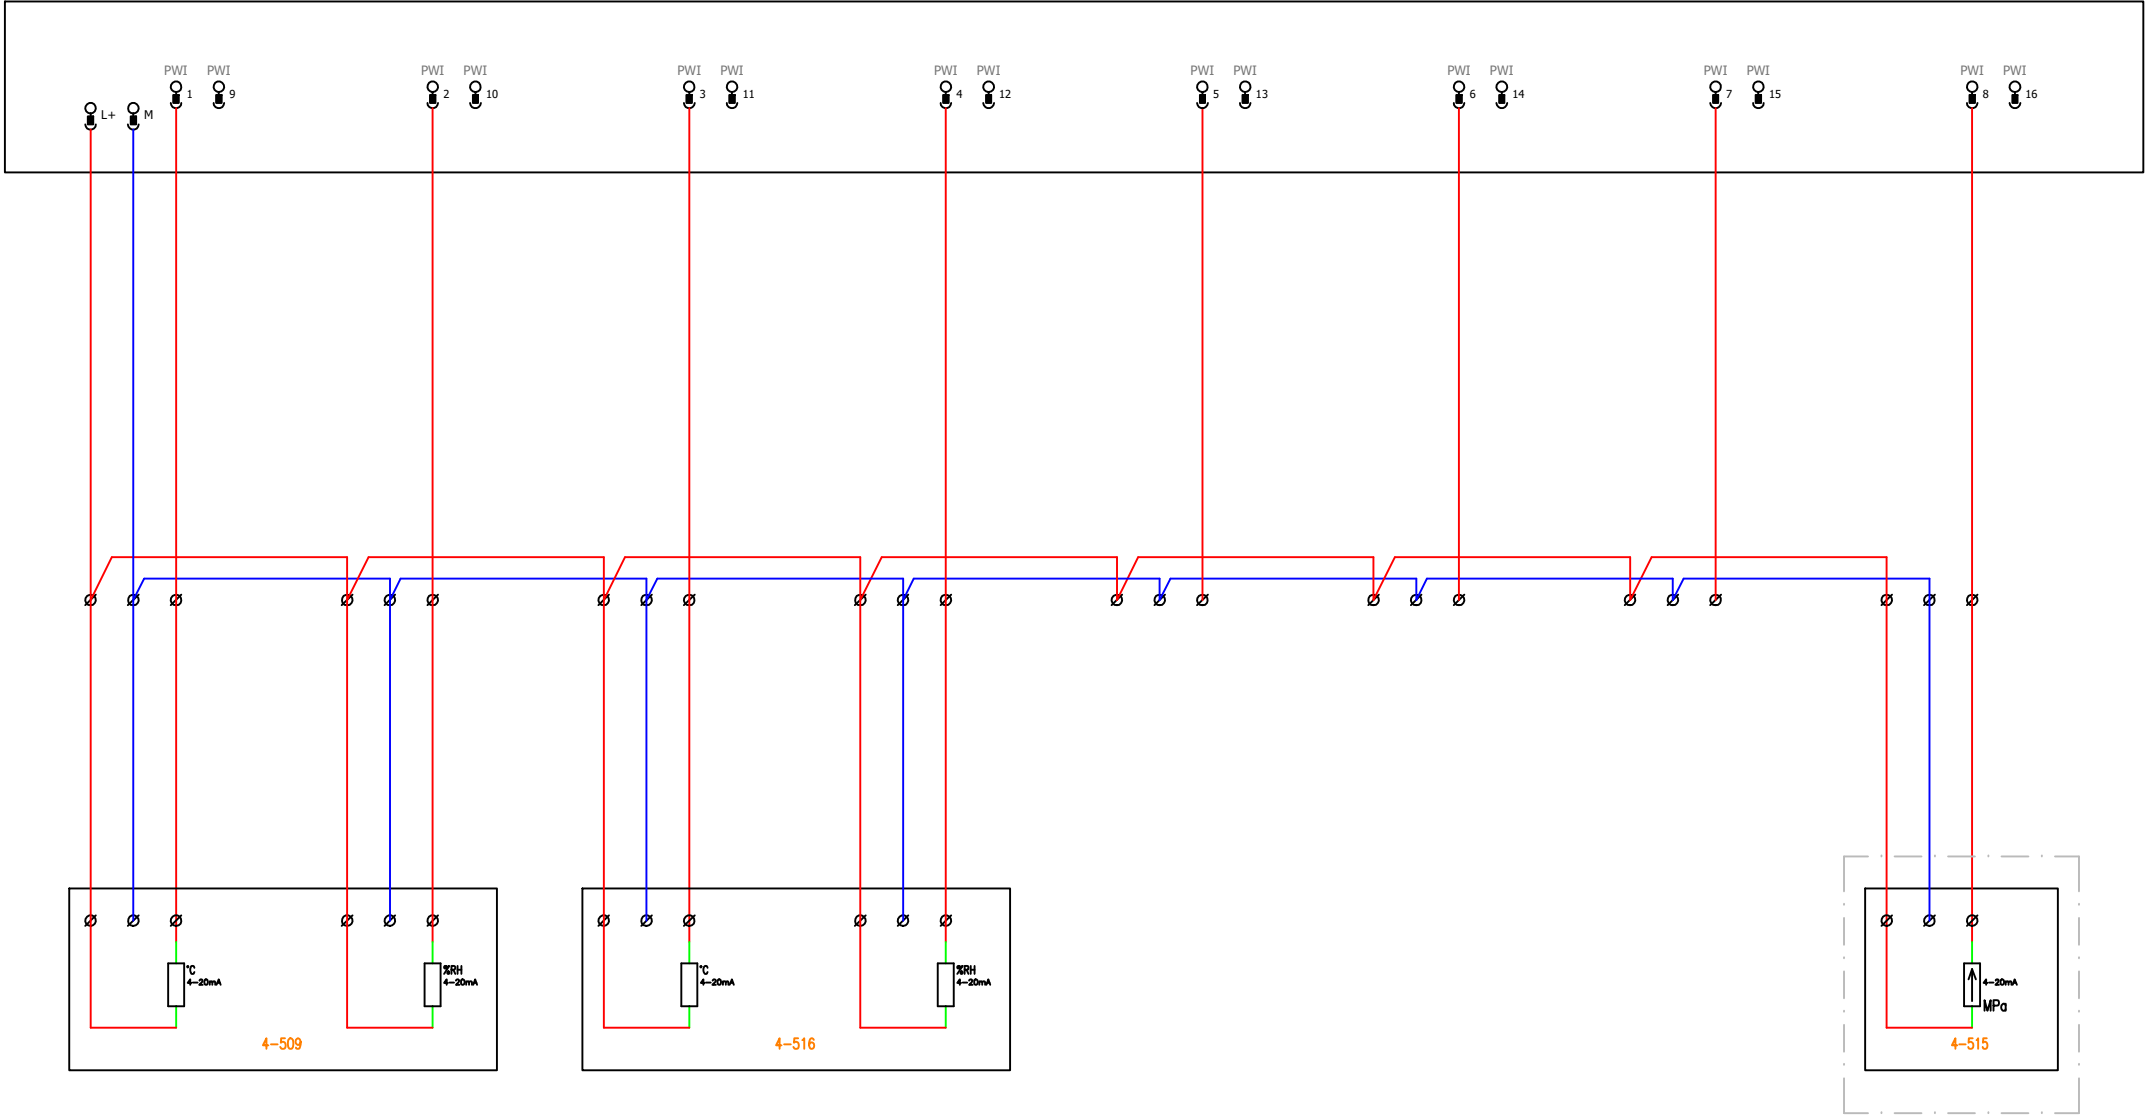 PWI PWI PWI PWI PWI PWI PWI PWI PWI PWI PWI PWI PWI PWI PWI PWI
1 9 2 10 3 11 4 12 5 13 6 14 7 15 8 16
L+ M
°C %RH °C %RH
4-20mA 4-20mA 4-20mA 4-20mA 4-20mA
MPa
4-509 4-516 4-515